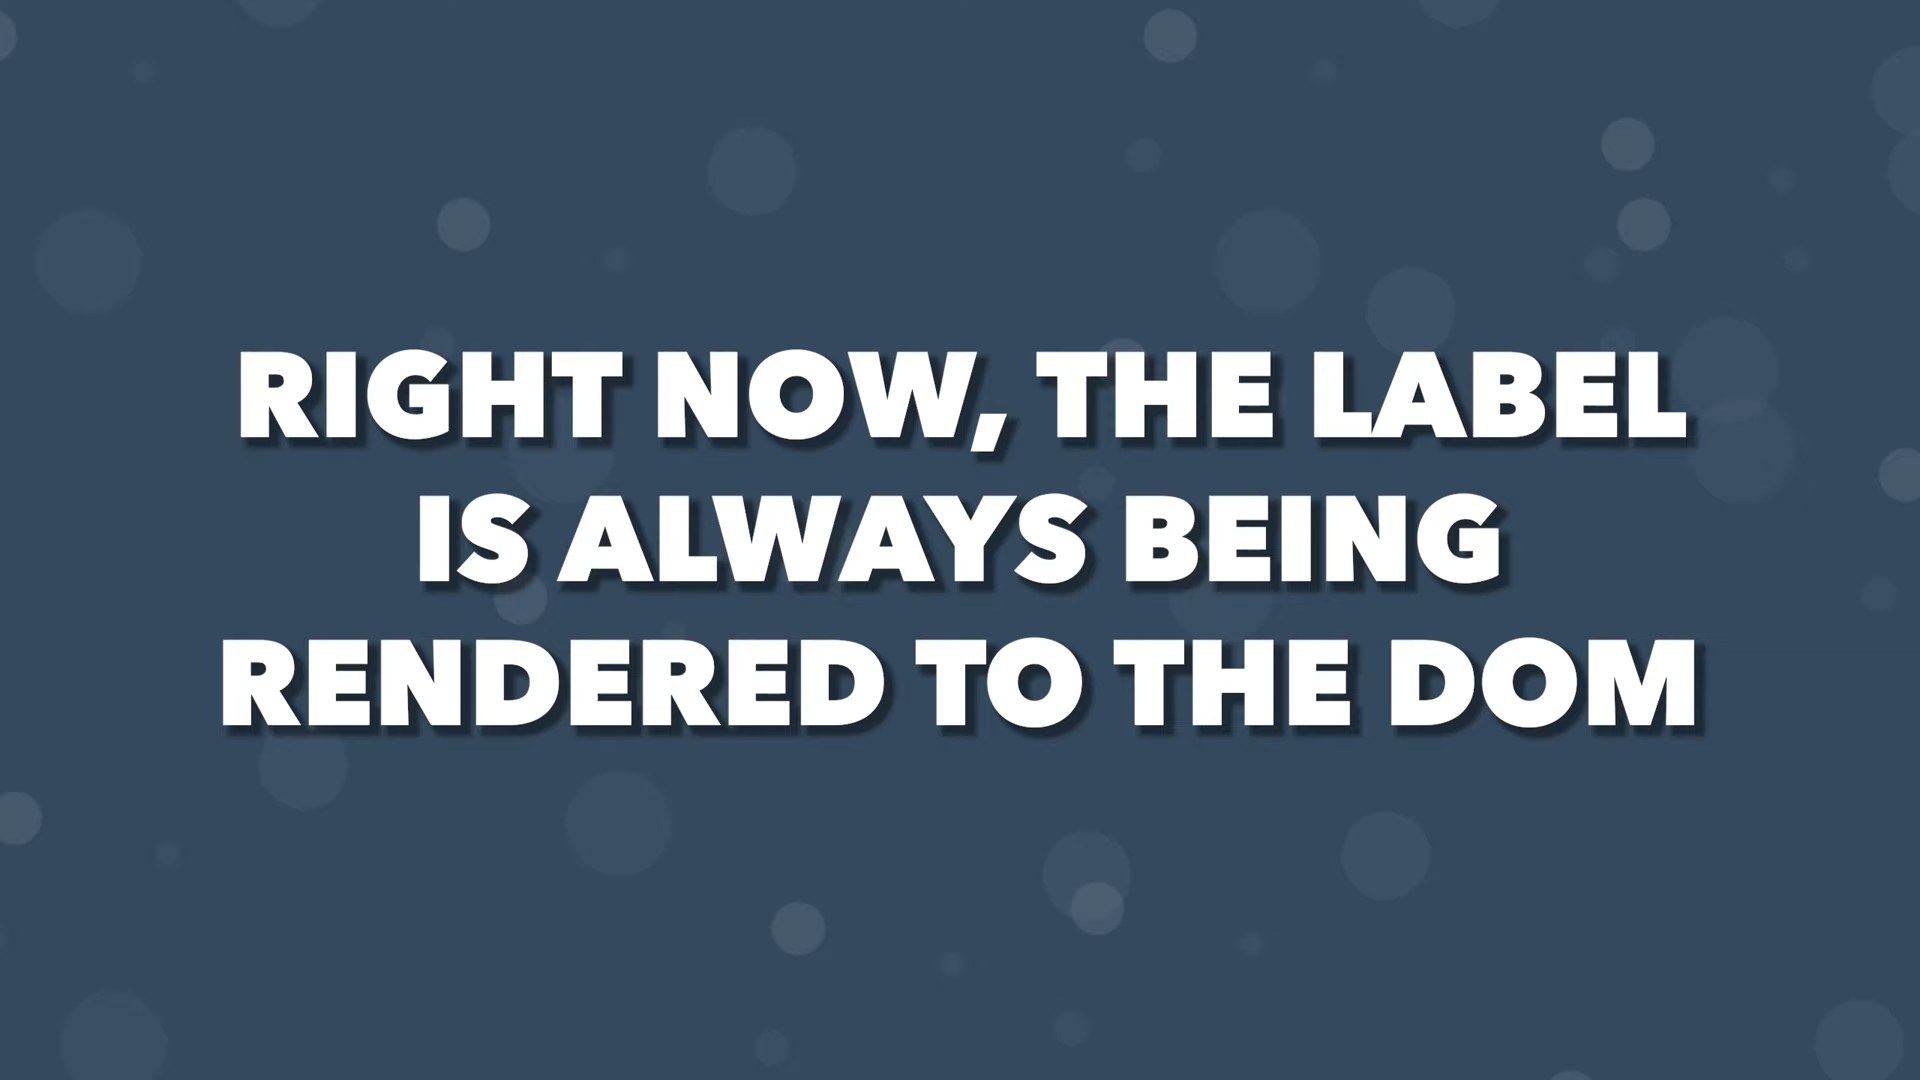 RIGHT NOW, THE LABEL
IS ALWAYS BEING
RENDERED TO THE DOM